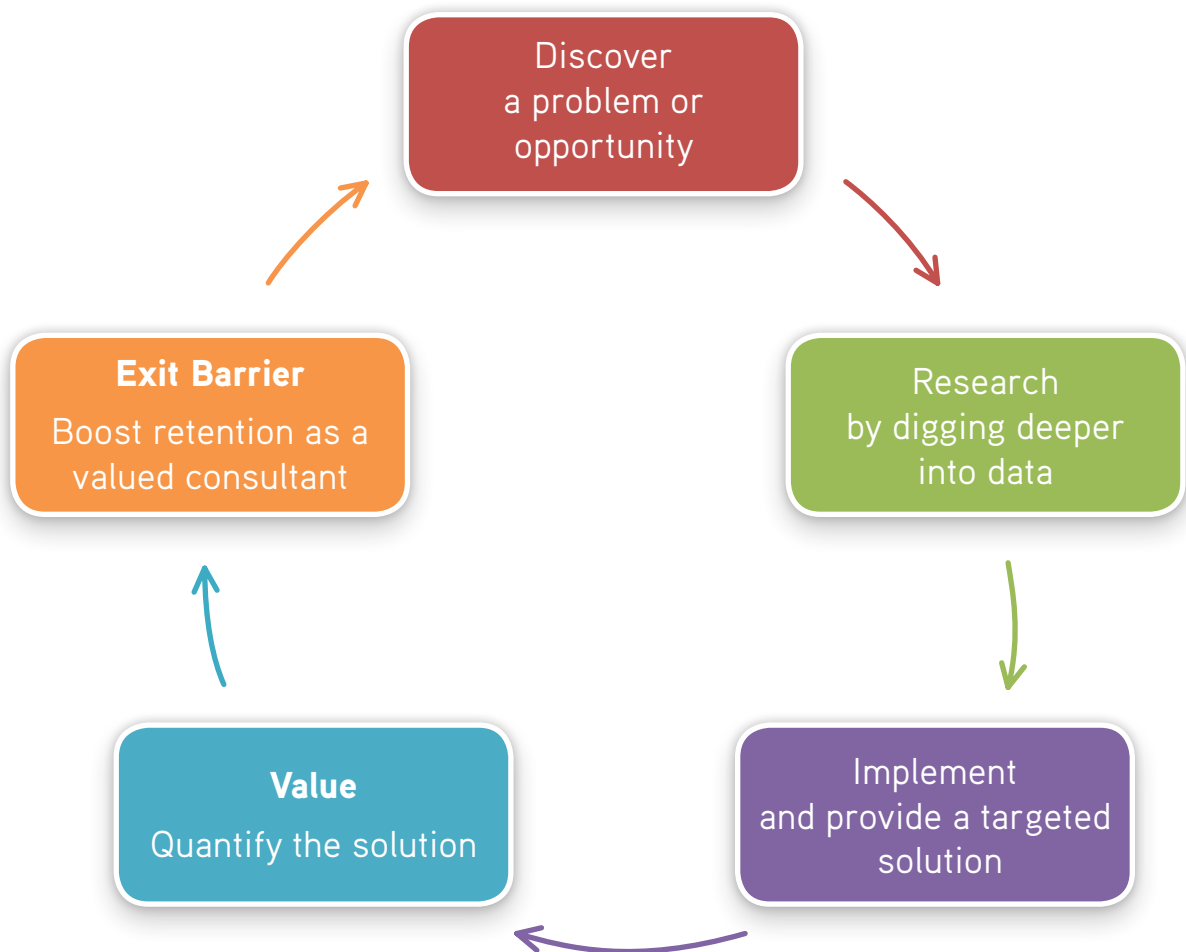 Discover
a problem or
opportunity
Research
by digging deeper
into data
Implement
and provide a targeted
solution
Value
Quantify the solution
Exit Barrier
Boost retention as a
valued consultant